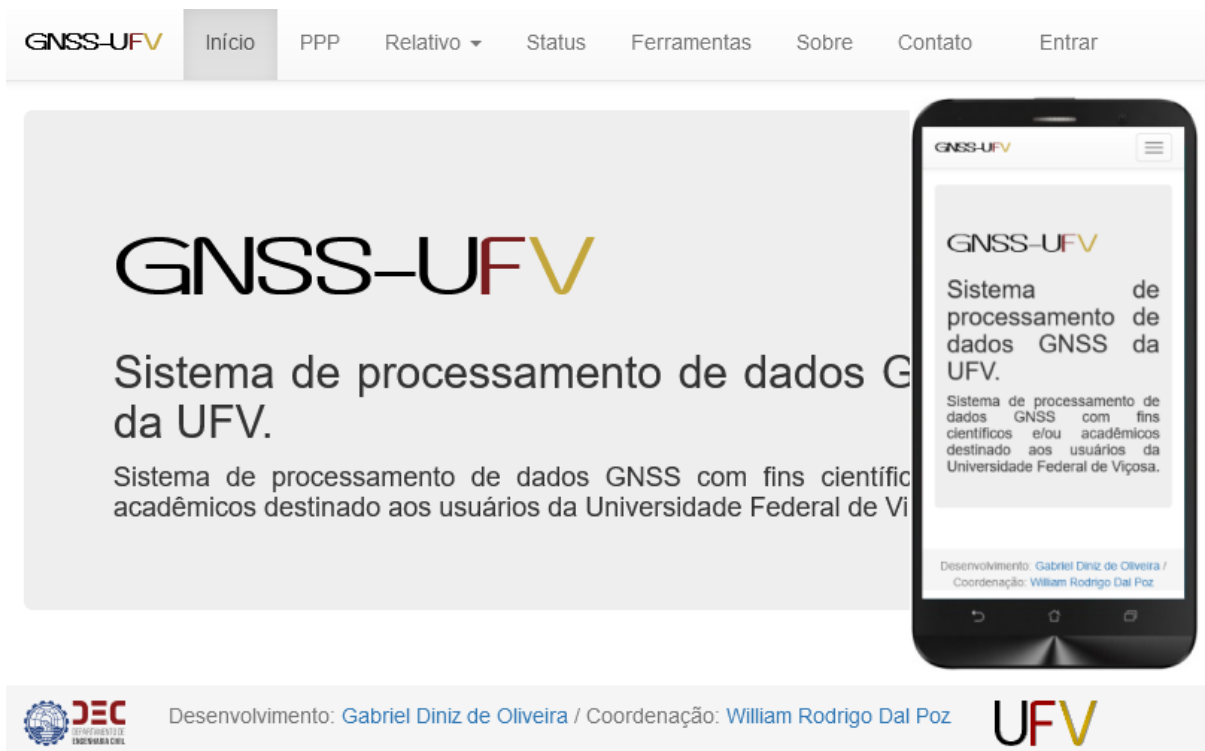 GNSS-UFV Início PPP Relativo Status Ferramentas Sobre Contato Entrar
GNSS-UFV
Sistema de processamento de dados G
da UFV.
Sistema de processamento de dados GNSS com fins científic
acadêmicos destinado aos usuários da Universidade Federal de Vi
GNSS-UFV
GNSS-UFV
Sistema de
processamento de
dados GNSS da
UFV.
Sistema de processamento de
dados GNSS com fins
científicos e/ou acadêmicos
destinado aos usuários da
Universidade Federal de Viçosa.
Desenvolvimento: Gabriel Diniz de Oliveira /
Coordenação: William Rodrigo Dal Poz
DEC
DEPARTAMENTO DE
ENGENHARIA CIVIL
Desenvolvimento: Gabriel Diniz de Oliveira / Coordenação: William Rodrigo Dal Poz
UFV